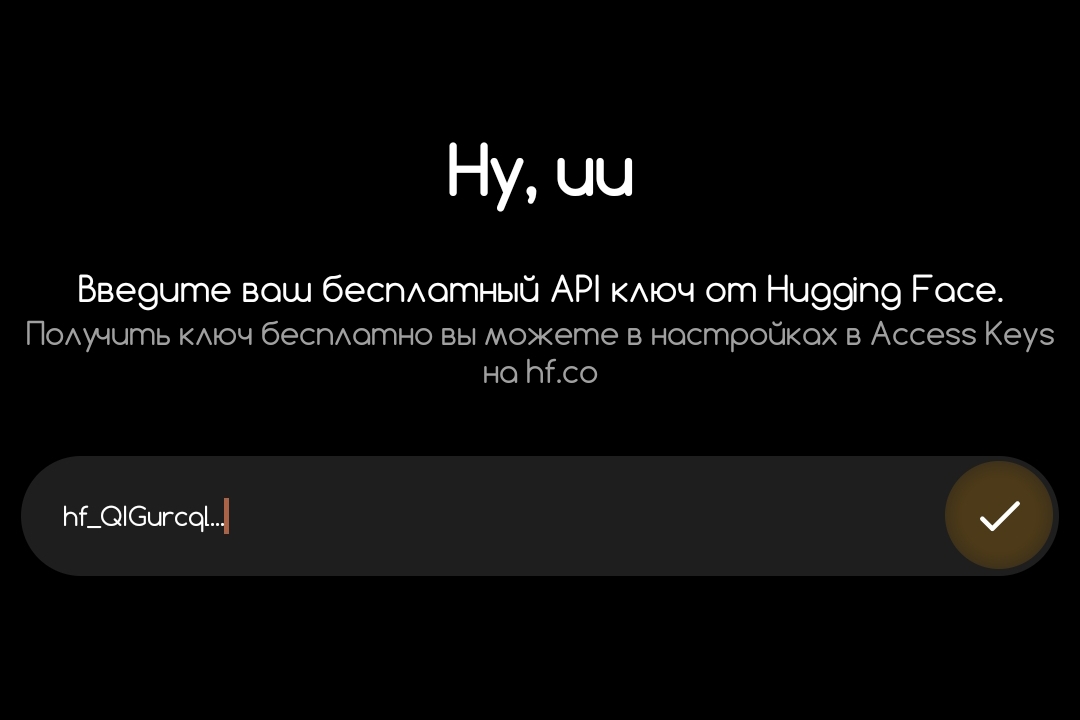 Ну, ии
Введите ваш бесплатный API ключ от Hugging Face.
Получить ключ бесплатно вы можете в настройках в Access Keys
на hf.co
hf_QIGurcql...